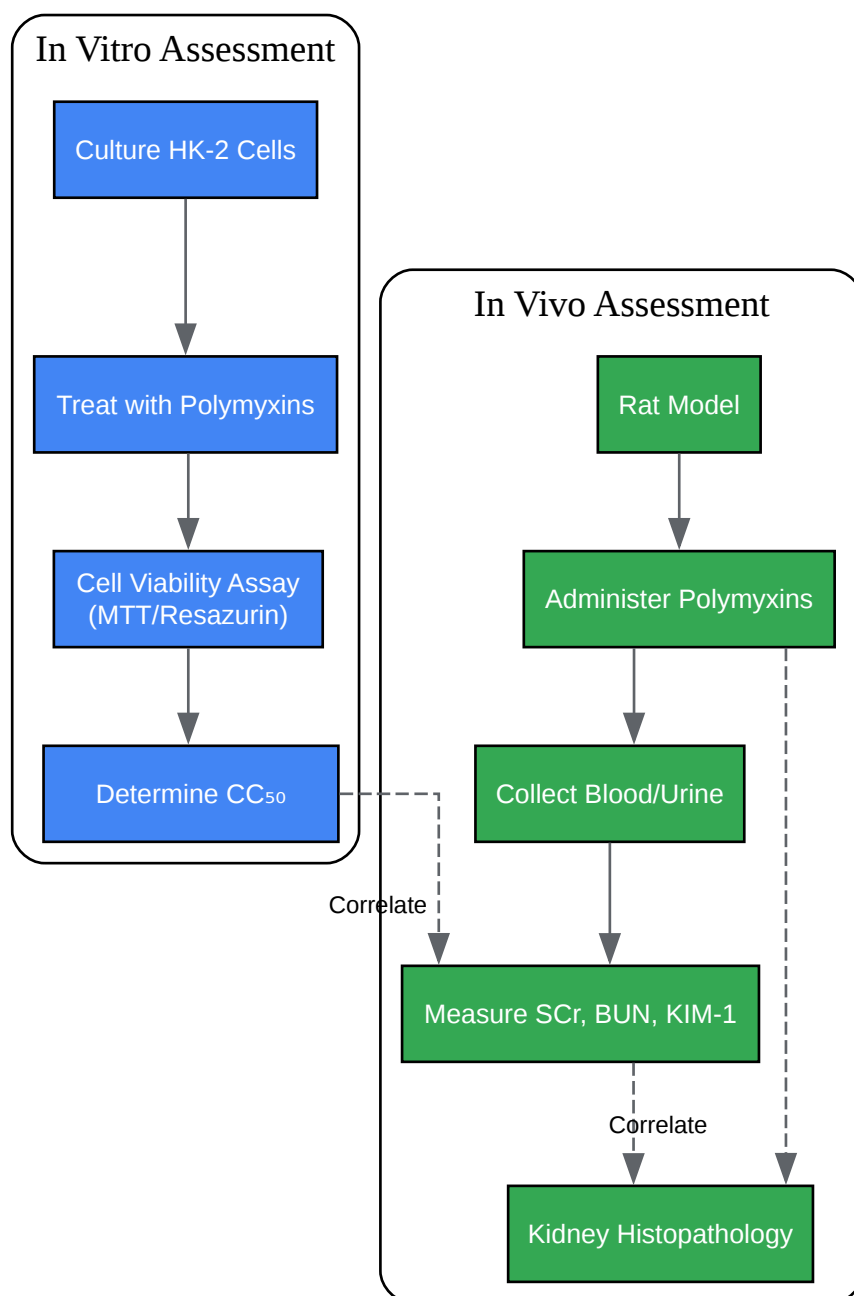 In Vitro Assessment
Culture HK-2 Cells
Treat with Polymyxins
Cell Viability Assay
(MTT/Resazurin)
Determine CC₅₀
Correlate
In Vivo Assessment
Rat Model
Administer Polymyxins
Collect Blood/Urine
Measure SCr, BUN, KIM-1
Correlate
Kidney Histopathology